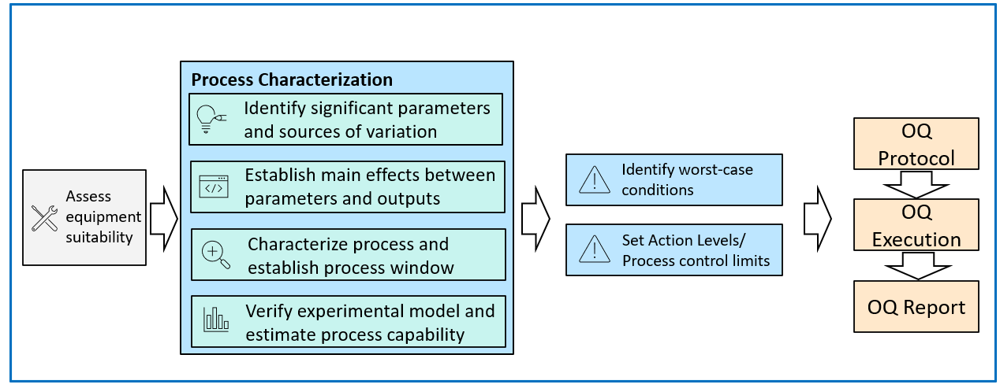 Process Characterization
Identify significant parameters
and sources of variation
Establish main effects between
parameters and outputs
Characterize process and
establish process window
Verify experimental model and
estimate process capability
Assess
equipment
suitability
</>
Identify worst-case
conditions
Set Action Levels/
Process control limits
OQ
Protocol
OQ
Execution
OQ Report